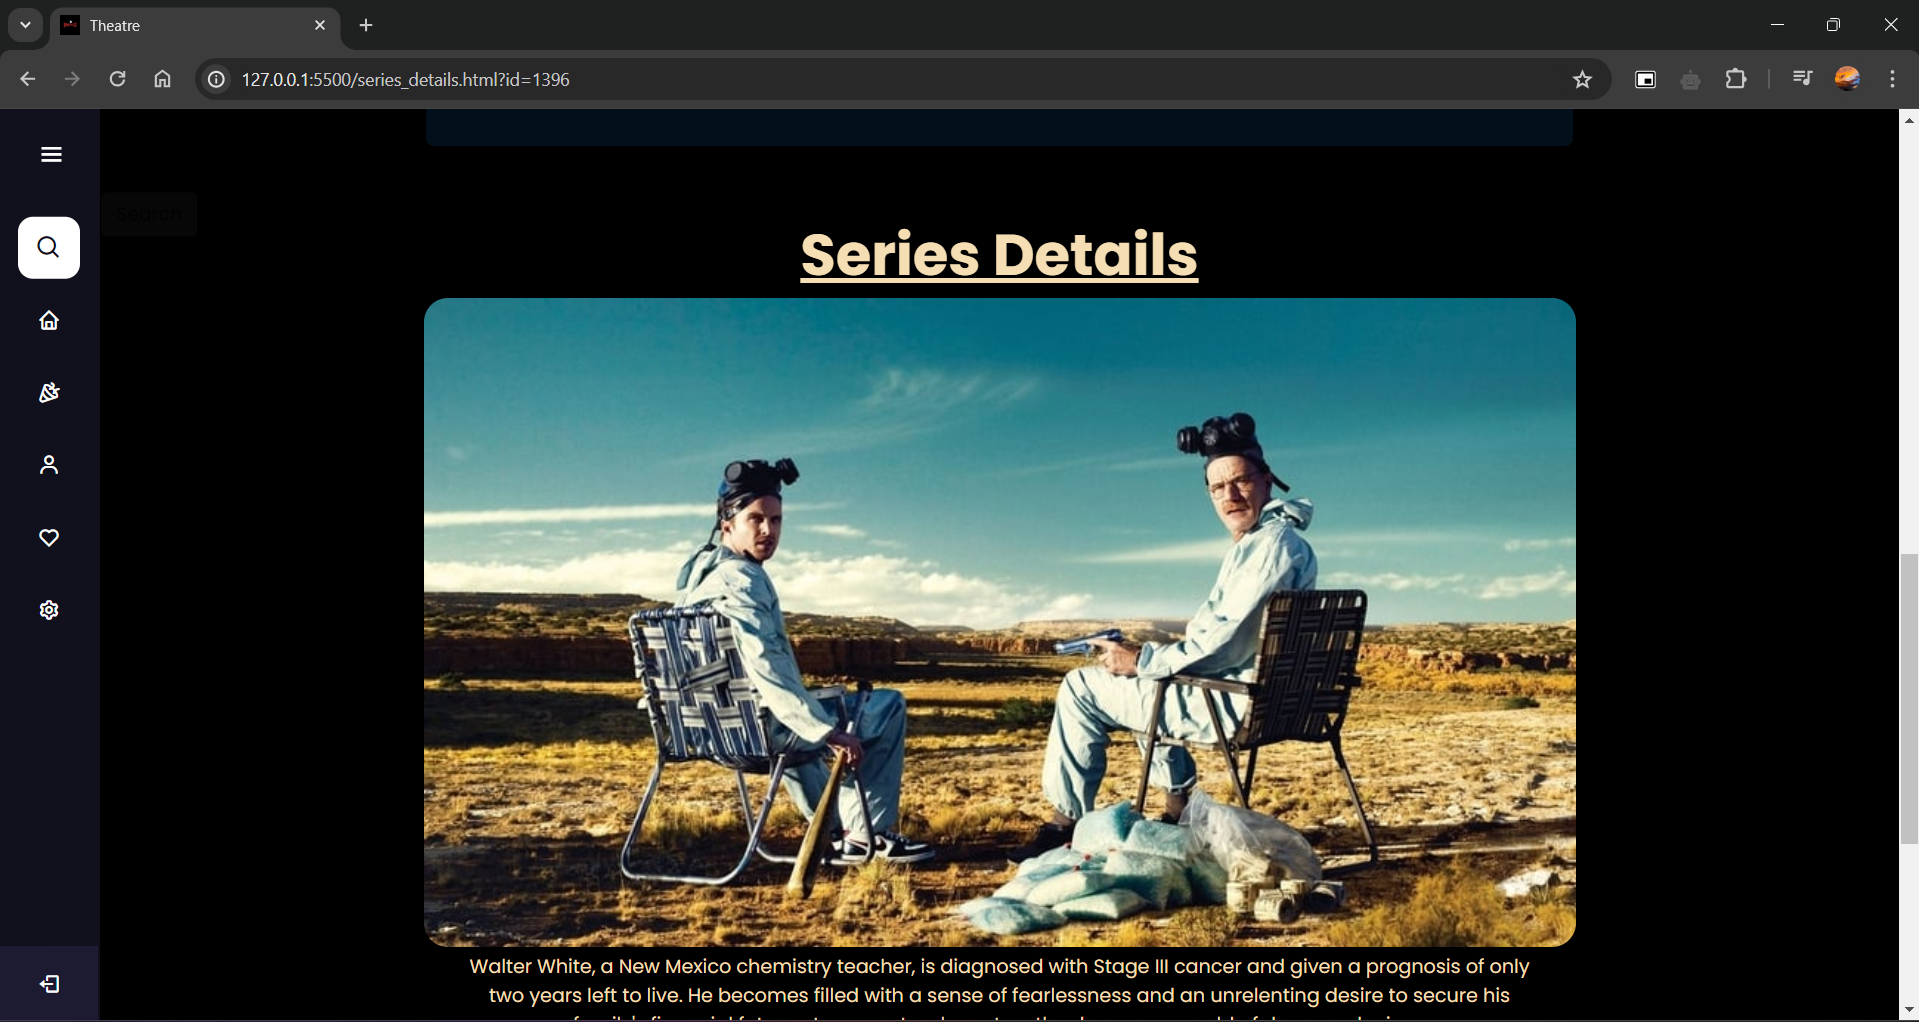 Theatre
127.0.0.1:5500/series_details.html?id=1396
Search
Series Details
Walter White, a New Mexico chemistry teacher, is diagnosed with Stage III cancer and given a prognosis of only
two years left to live. He becomes filled with a sense of fearlessness and an unrelenting desire to secure his